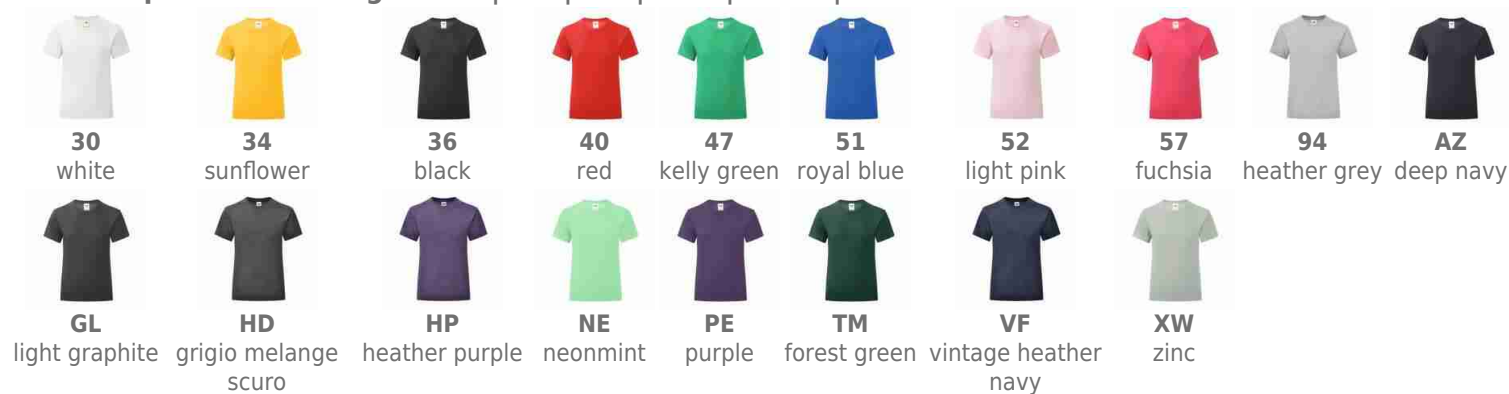 30 34 36 40 47 51 52 57 94 AZ
white sunflower black red kelly green royal blue light pink fuchsia heather grey deep navy
GL HD HP NE PE TM VF XW
light graphite grigio melange heather purple neonmint purple forest green vintage heather zinc
scuro navy